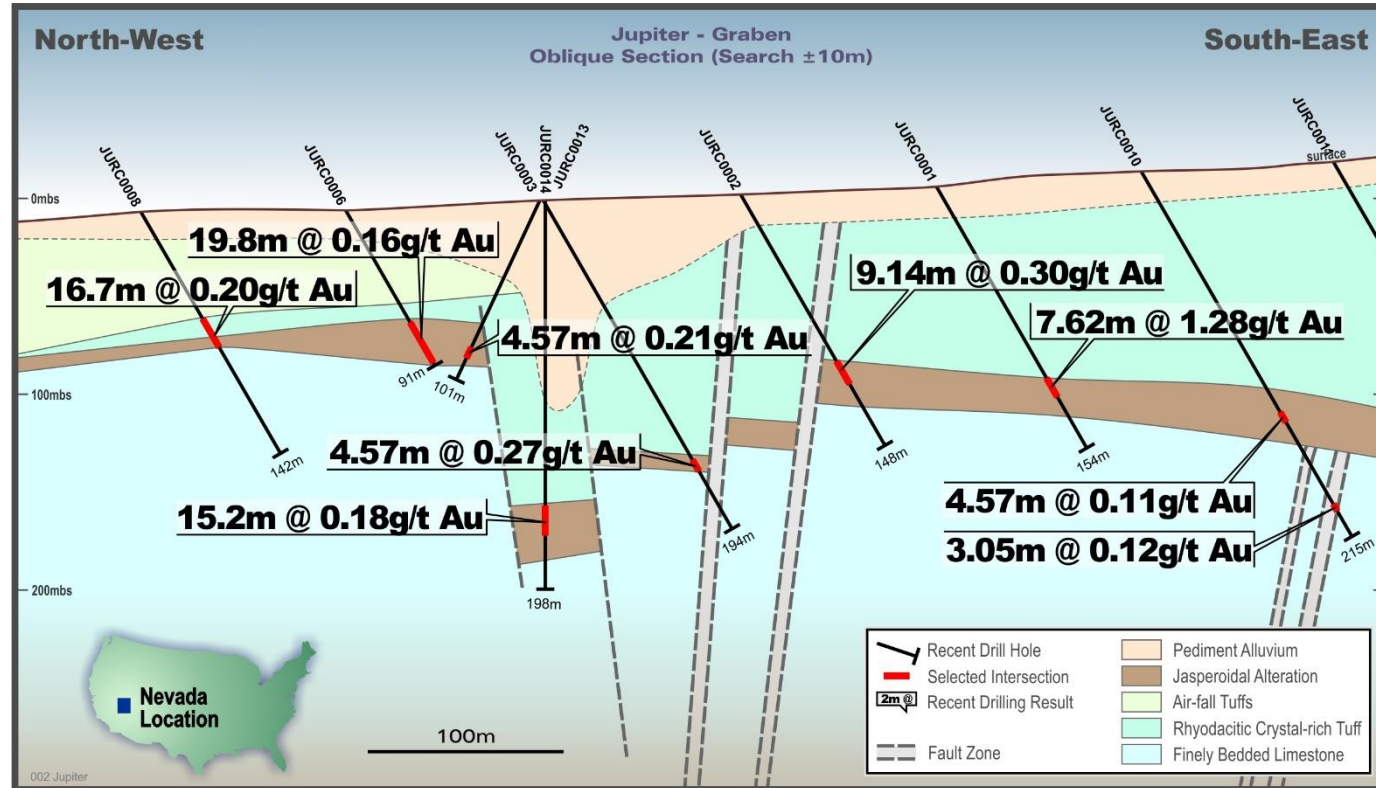 North-West
Jupiter - Graben
Oblique Section (Search ±10m)
South-East
JURC0008
JURC0006
JURC0003
JURC0014
JURC0013
JURC0002
JURC0001
JURC0010
surface
0mbs
19.8m @ 0.16g/t Au
16.7m @ 0.20g/t Au
9.14m @ 0.30g/t Au
7.62m @ 1.28g/t Au
4.57m @ 0.21g/t Au
91m
101m
100mbs
142m
148m
154m
4.57m @ 0.27g/t Au
15.2m @ 0.18g/t Au
4.57m @ 0.11g/t Au
3.05m @ 0.12g/t Au
194m
215m
200mbs
198m
Nevada
Location
100m
Recent Drill Hole
Selected Intersection
2m @
Recent Drilling Result
Fault Zone
Pediment Alluvium
Jasperoidal Alteration
Air-fall Tuffs
Rhyodacitic Crystal-rich Tuff
Finely Bedded Limestone
002 Jupiter